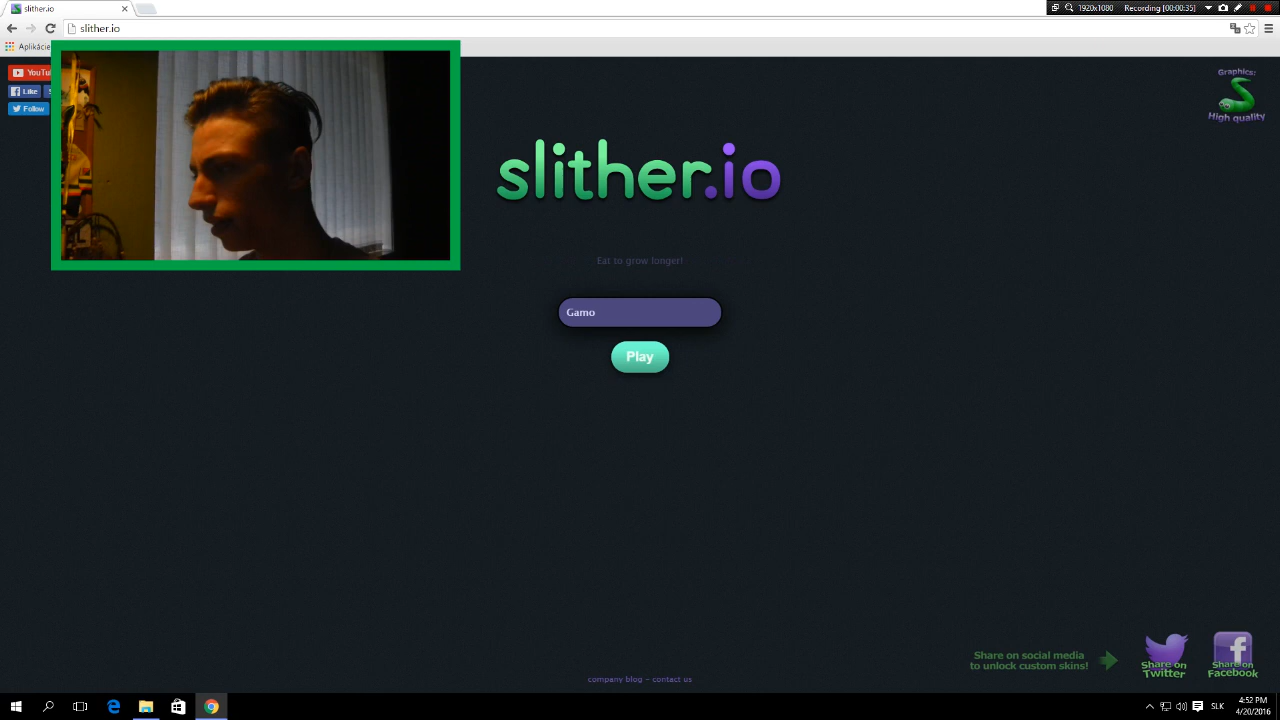 slither.io
1920x1080
Recording [00:00:35]
slither.io
Aplikácie
YouTu
Like
Follow
Graphics:
High quality
slither.io
Eat to grow longer!
Gamo
Play
Share on social media
to unlock custom skins!
Share on
Twitter
Share on
Facebook
company blog – contact us
SLK
4:52 PM
4/20/2016